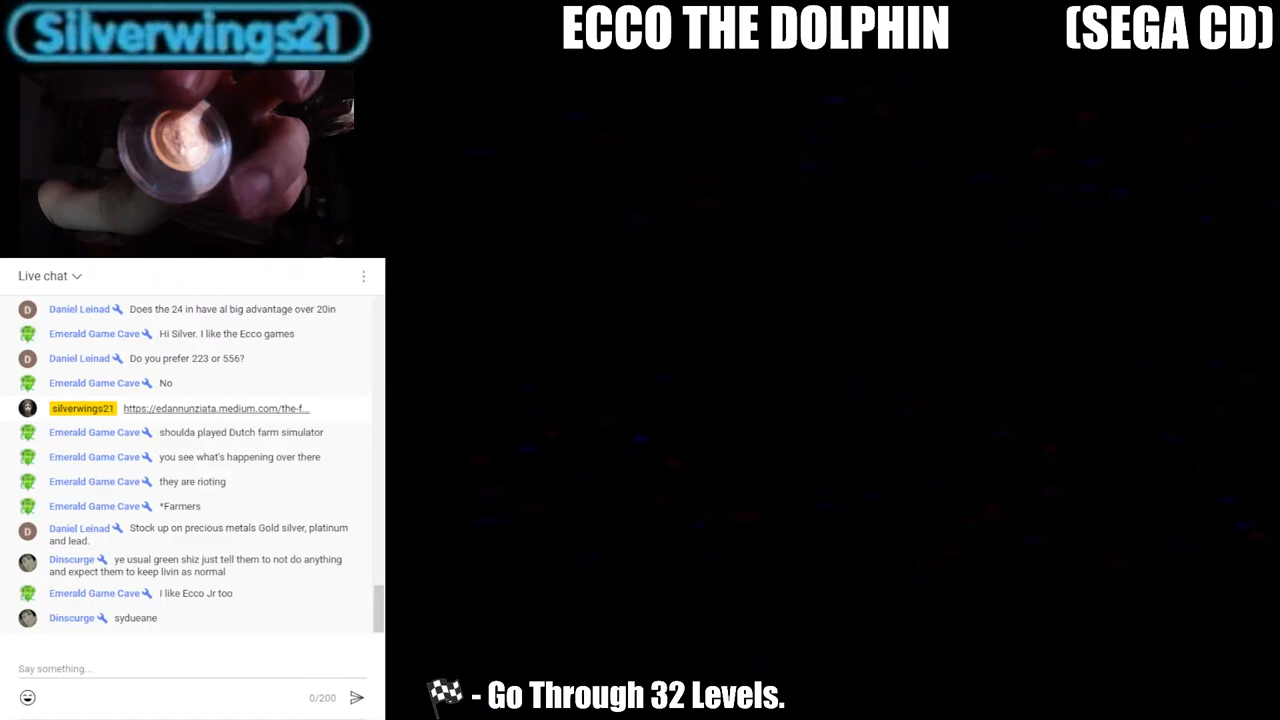 Silverwings21
ECCO THE DOLPHIN
(SEGA CD)
Live chat
D
Daniel Leinad Does the 24 in have al big advantage over 20in
Emerald Game Cave Hi Silver. I like the Ecco games
D
Daniel Leinad Do you prefer 223 or 556?
Emerald Game Cave No
silverwings21 https://edannunziata.medium.com/the-f...
Emerald Game Cave shoulda played Dutch farm simulator
Emerald Game Cave you see what's happening over there
Emerald Game Cave they are rioting
Emerald Game Cave *Farmers
D
Daniel Leinad Stock up on precious metals Gold silver, platinum
and lead.
Dinscurge ye usual green shiz just tell them to not do anything
and expect them to keep livin as normal
Emerald Game Cave I like Ecco Jr too
Dinscurge sydueane
Say something...
0/200
- Go Through 32 Levels.